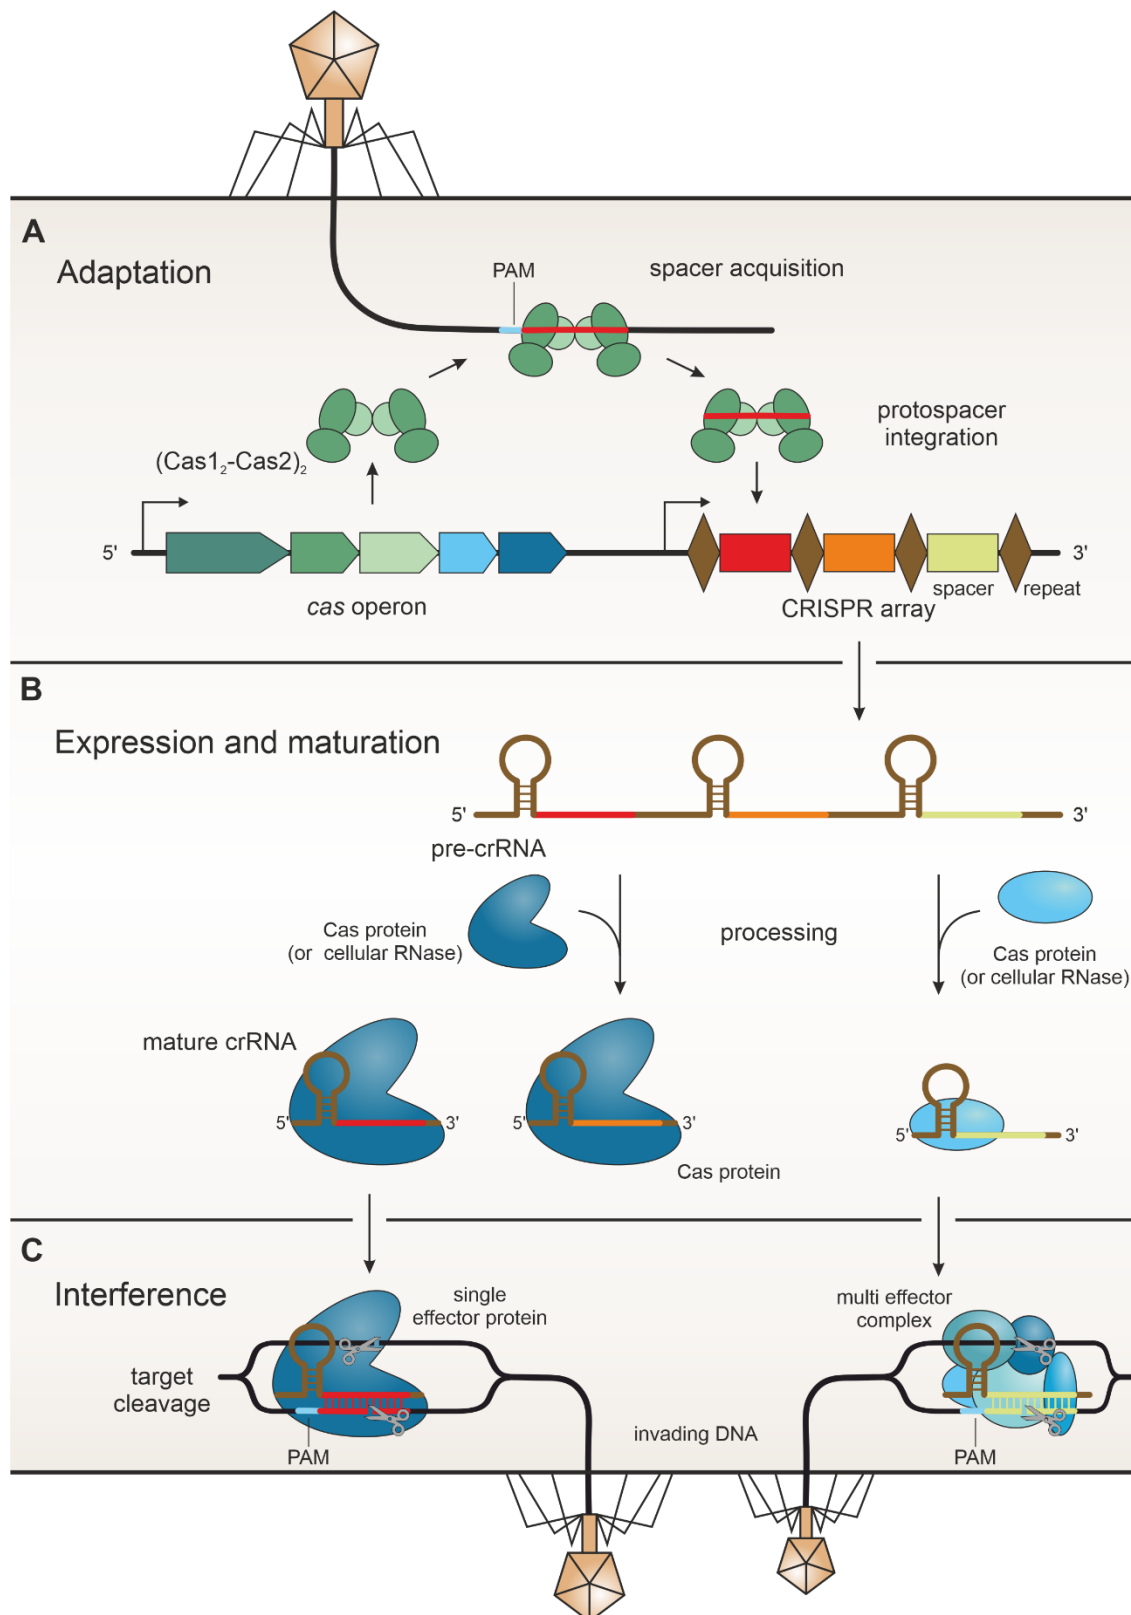 A
Adaptation
PAM
spacer acquisition
protospacer
integration
(Cas1₂-Cas2)₂
5'
3'
cas operon
CRISPR array
spacer
repeat
B
Expression and maturation
5'
3'
pre-crRNA
Cas protein
(or cellular RNase)
processing
Cas protein
(or cellular RNase)
mature crRNA
5'
3'
5'
3'
5'
3'
Cas protein
C
Interference
single
effector protein
multi effector
complex
target
cleavage
PAM
invading DNA
PAM